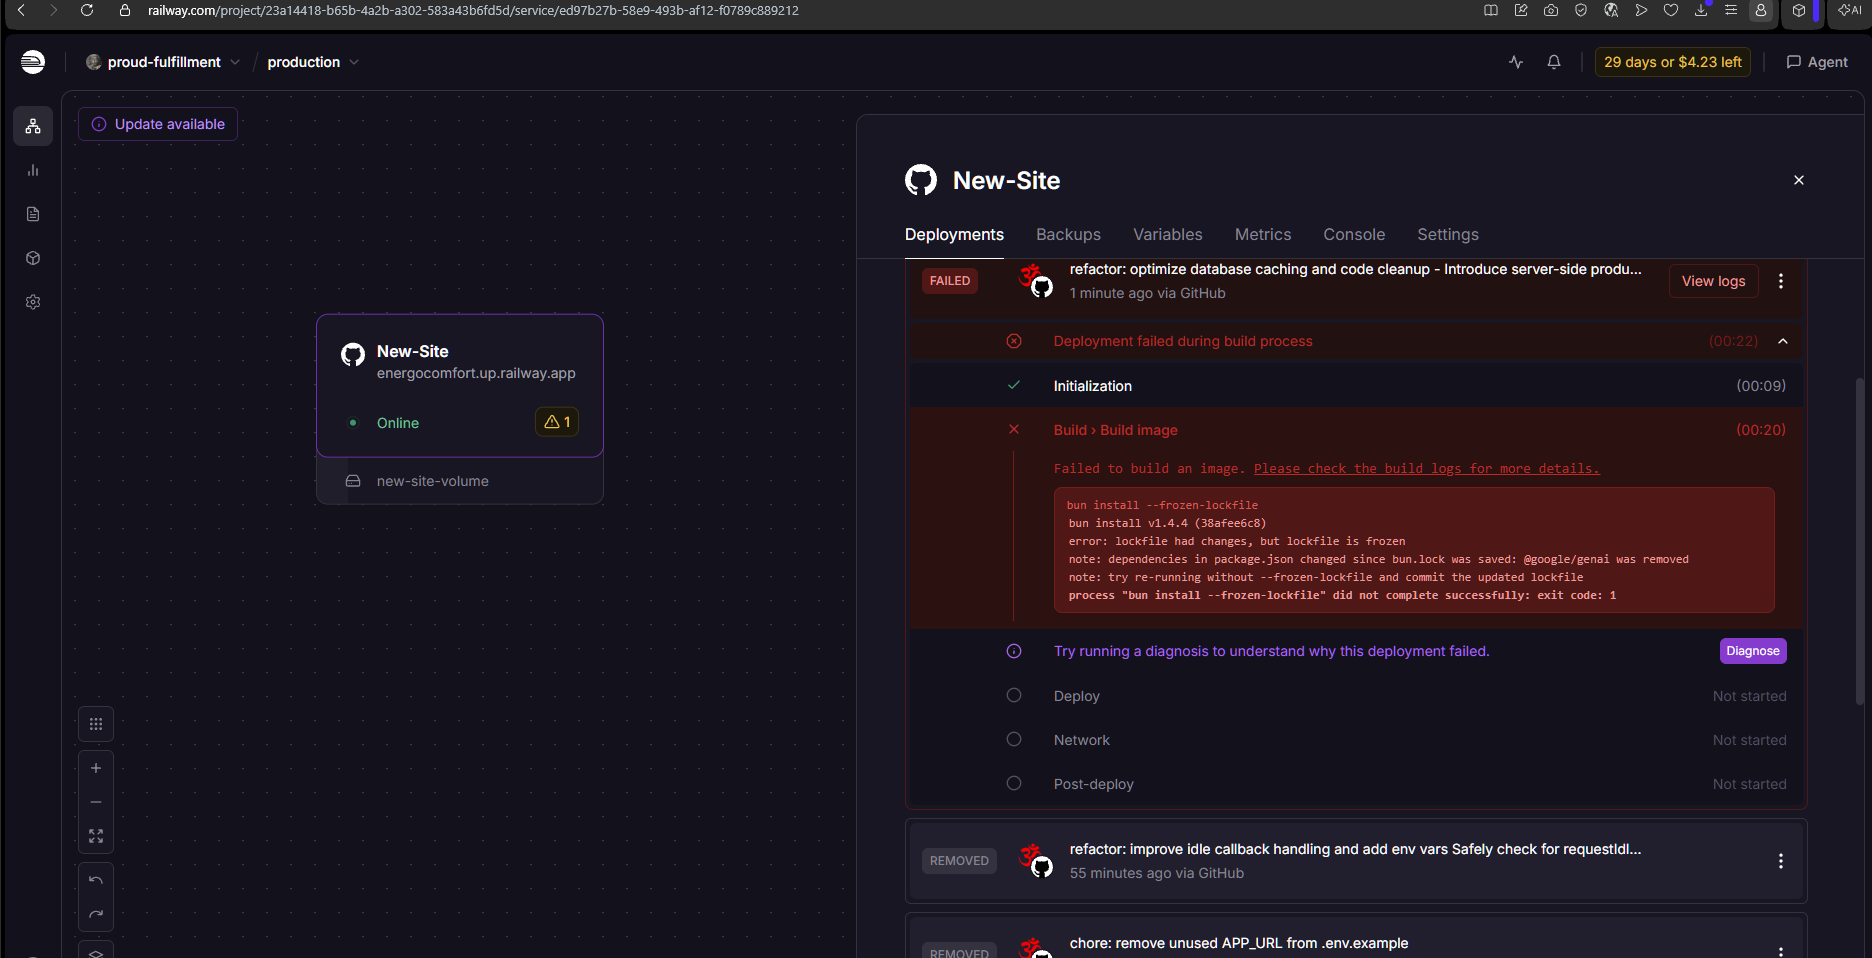 railway.com/project/23a14418-b65b-4a2b-a302-583a43b6fd5d/service/ed97b27b-58e9-493b-af12-f0789c889212
AI
proud-fulfillment / production
29 days or $4.23 left
Agent
Update available
New-Site
energocomfort.up.railway.app
Online
1
new-site-volume
New-Site
Deployments Backups Variables Metrics Console Settings
FAILED
refactor: optimize database caching and code cleanup - Introduce server-side produ...
1 minute ago via GitHub
View logs
Deployment failed during build process (00:22)
Initialization (00:09)
Build › Build image (00:20)
Failed to build an image. Please check the build logs for more details.
bun install --frozen-lockfile
bun install v1.4.4 (38afee6c8)
error: lockfile had changes, but lockfile is frozen
note: dependencies in package.json changed since bun.lock was saved: @google/genai was removed
note: try re-running without --frozen-lockfile and commit the updated lockfile
process "bun install --frozen-lockfile" did not complete successfully: exit code: 1
Try running a diagnosis to understand why this deployment failed. Diagnose
Deploy Not started
Network Not started
Post-deploy Not started
REMOVED
refactor: improve idle callback handling and add env vars Safely check for requestIdl...
55 minutes ago via GitHub
REMOVED
chore: remove unused APP_URL from .env.example